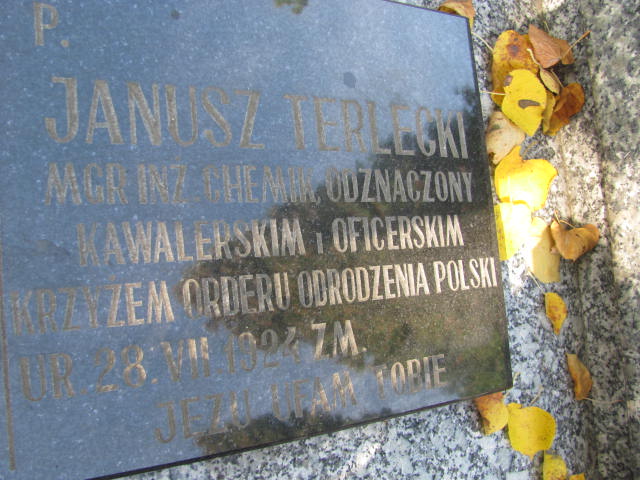 P.
JANUSZ TERLECKI
MGR INŻ. CHEMIK, ODZNACZONY
KAWALERSKIM i OFICERSKIM
KRZYŻEM ORDERU ODRODZENIA POLSKI
UR 28.VII.1924 ZM.
JEZU UFAM TOBIE